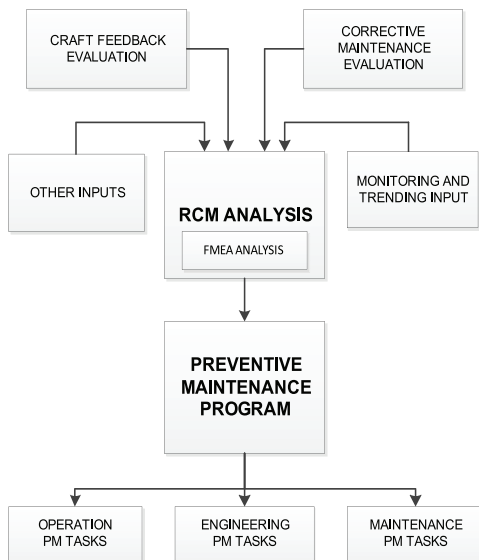 CRAFT FEEDBACK
EVALUATION
CORRECTIVE
MAINTENANCE
EVALUATION
OTHER INPUTS
MONITORING AND
TRENDING INPUT
RCM ANALYSIS
FMEA ANALYSIS
PREVENTIVE
MAINTENANCE
PROGRAM
OPERATION
PM TASKS
ENGINEERING
PM TASKS
MAINTENANCE
PM TASKS